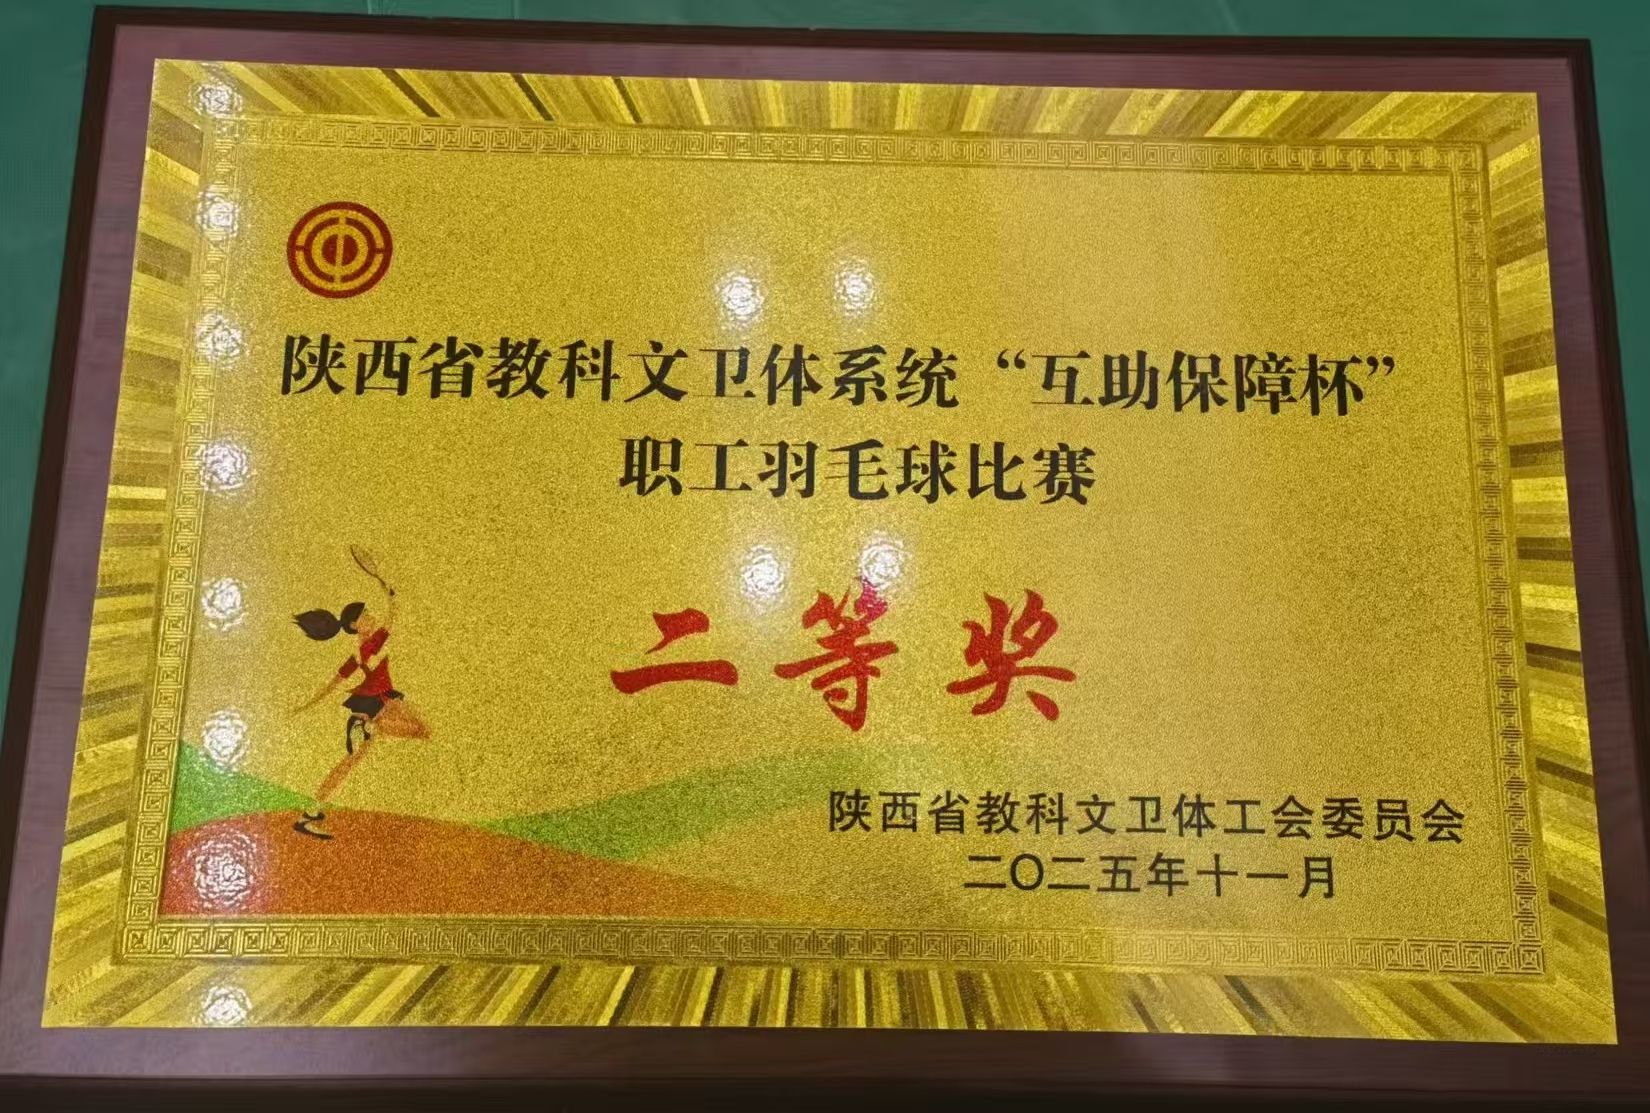 陕西省教科文卫体系统“互助保障杯”
职工羽毛球比赛
二等奖
陕西省教科文卫体工会委员会
二〇二五年十一月